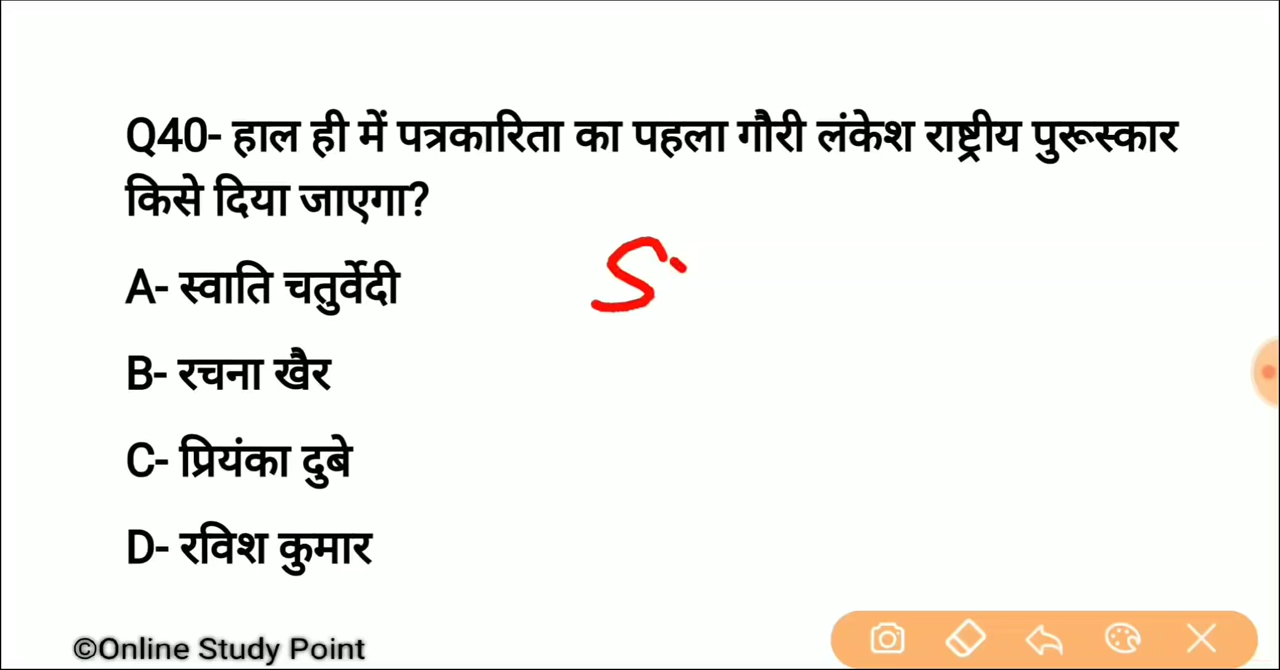 Q40- हाल ही में पत्रकारिता का पहला गौरी लंकेश राष्ट्रीय पुरूस्कार
किसे दिया जाएगा?
A- स्वाति चतुर्वेदी
S
B- रचना खैर
C- प्रियंका दुबे
D- रविश कुमार
©Online Study Point